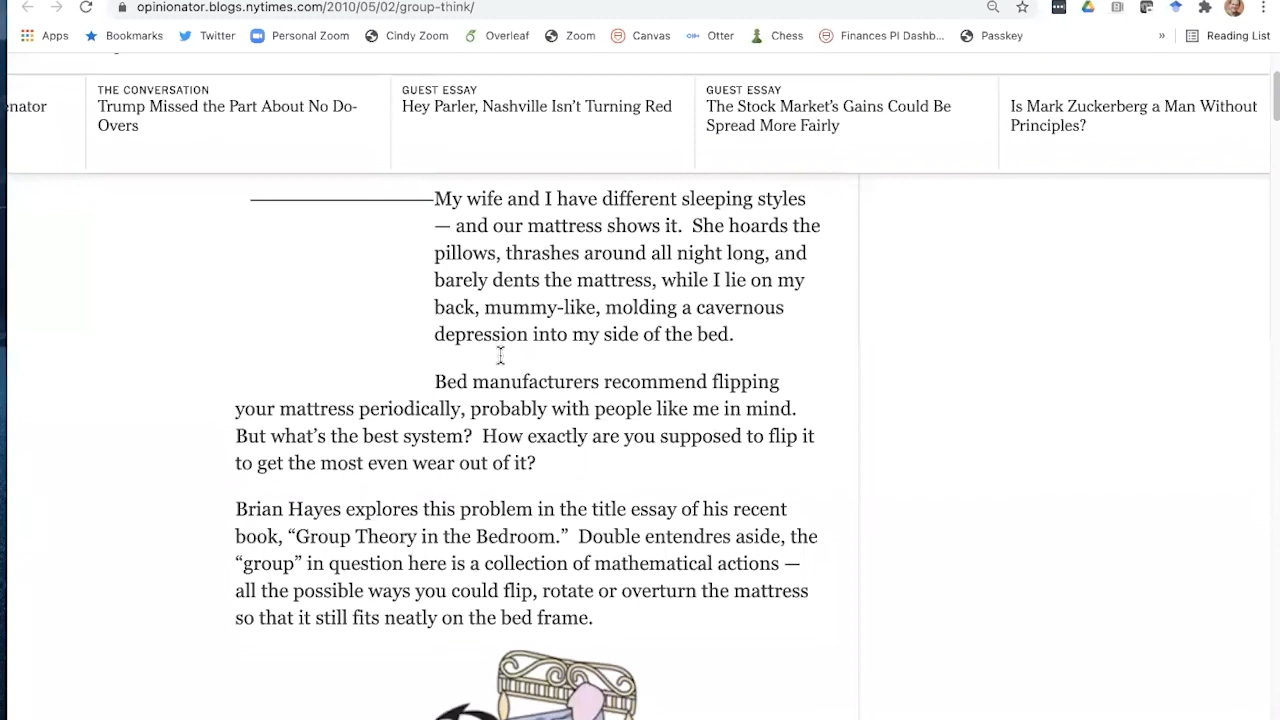 opinionator.blogs.nytimes.com/2010/05/02/group-think/
Apps Bookmarks Twitter Personal Zoom Cindy Zoom Overleaf Zoom Canvas Otter Chess Finances PI Dashb... Passkey » Reading List
enator
THE CONVERSATION
Trump Missed the Part About No Do-
Overs
GUEST ESSAY
Hey Parler, Nashville Isn’t Turning Red
GUEST ESSAY
The Stock Market’s Gains Could Be
Spread More Fairly
Is Mark Zuckerberg a Man Without
Principles?
My wife and I have different sleeping styles
— and our mattress shows it. She hoards the
pillows, thrashes around all night long, and
barely dents the mattress, while I lie on my
back, mummy-like, molding a cavernous
depression into my side of the bed.
Bed manufacturers recommend flipping
your mattress periodically, probably with people like me in mind.
But what’s the best system? How exactly are you supposed to flip it
to get the most even wear out of it?
Brian Hayes explores this problem in the title essay of his recent
book, “Group Theory in the Bedroom.” Double entendres aside, the
“group” in question here is a collection of mathematical actions —
all the possible ways you could flip, rotate or overturn the mattress
so that it still fits neatly on the bed frame.